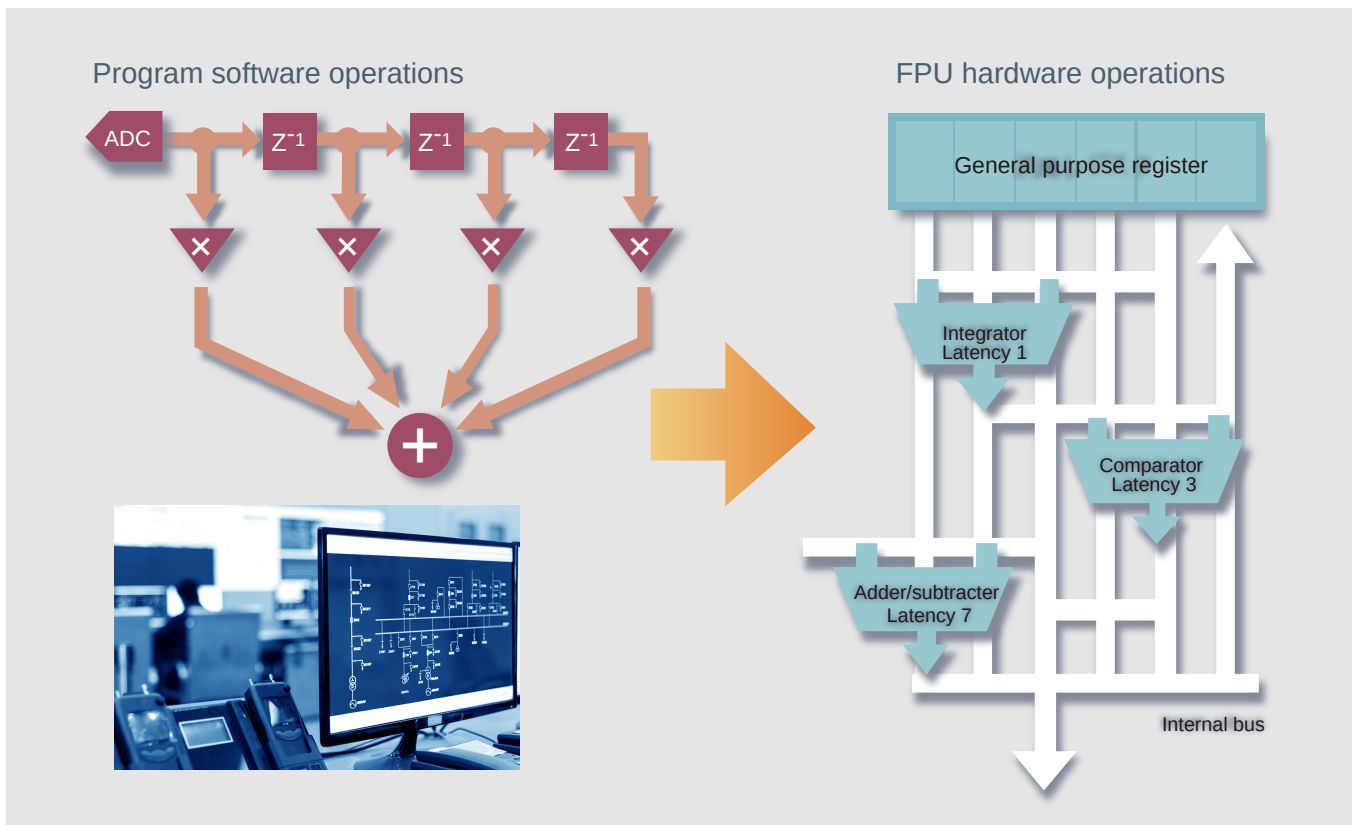 Program software operations
FPU hardware operations
ADC
Z⁻¹
Z⁻¹
Z⁻¹
×
×
×
×
+
General purpose register
Integrator
Latency 1
Comparator
Latency 3
Adder/subtracter
Latency 7
Internal bus